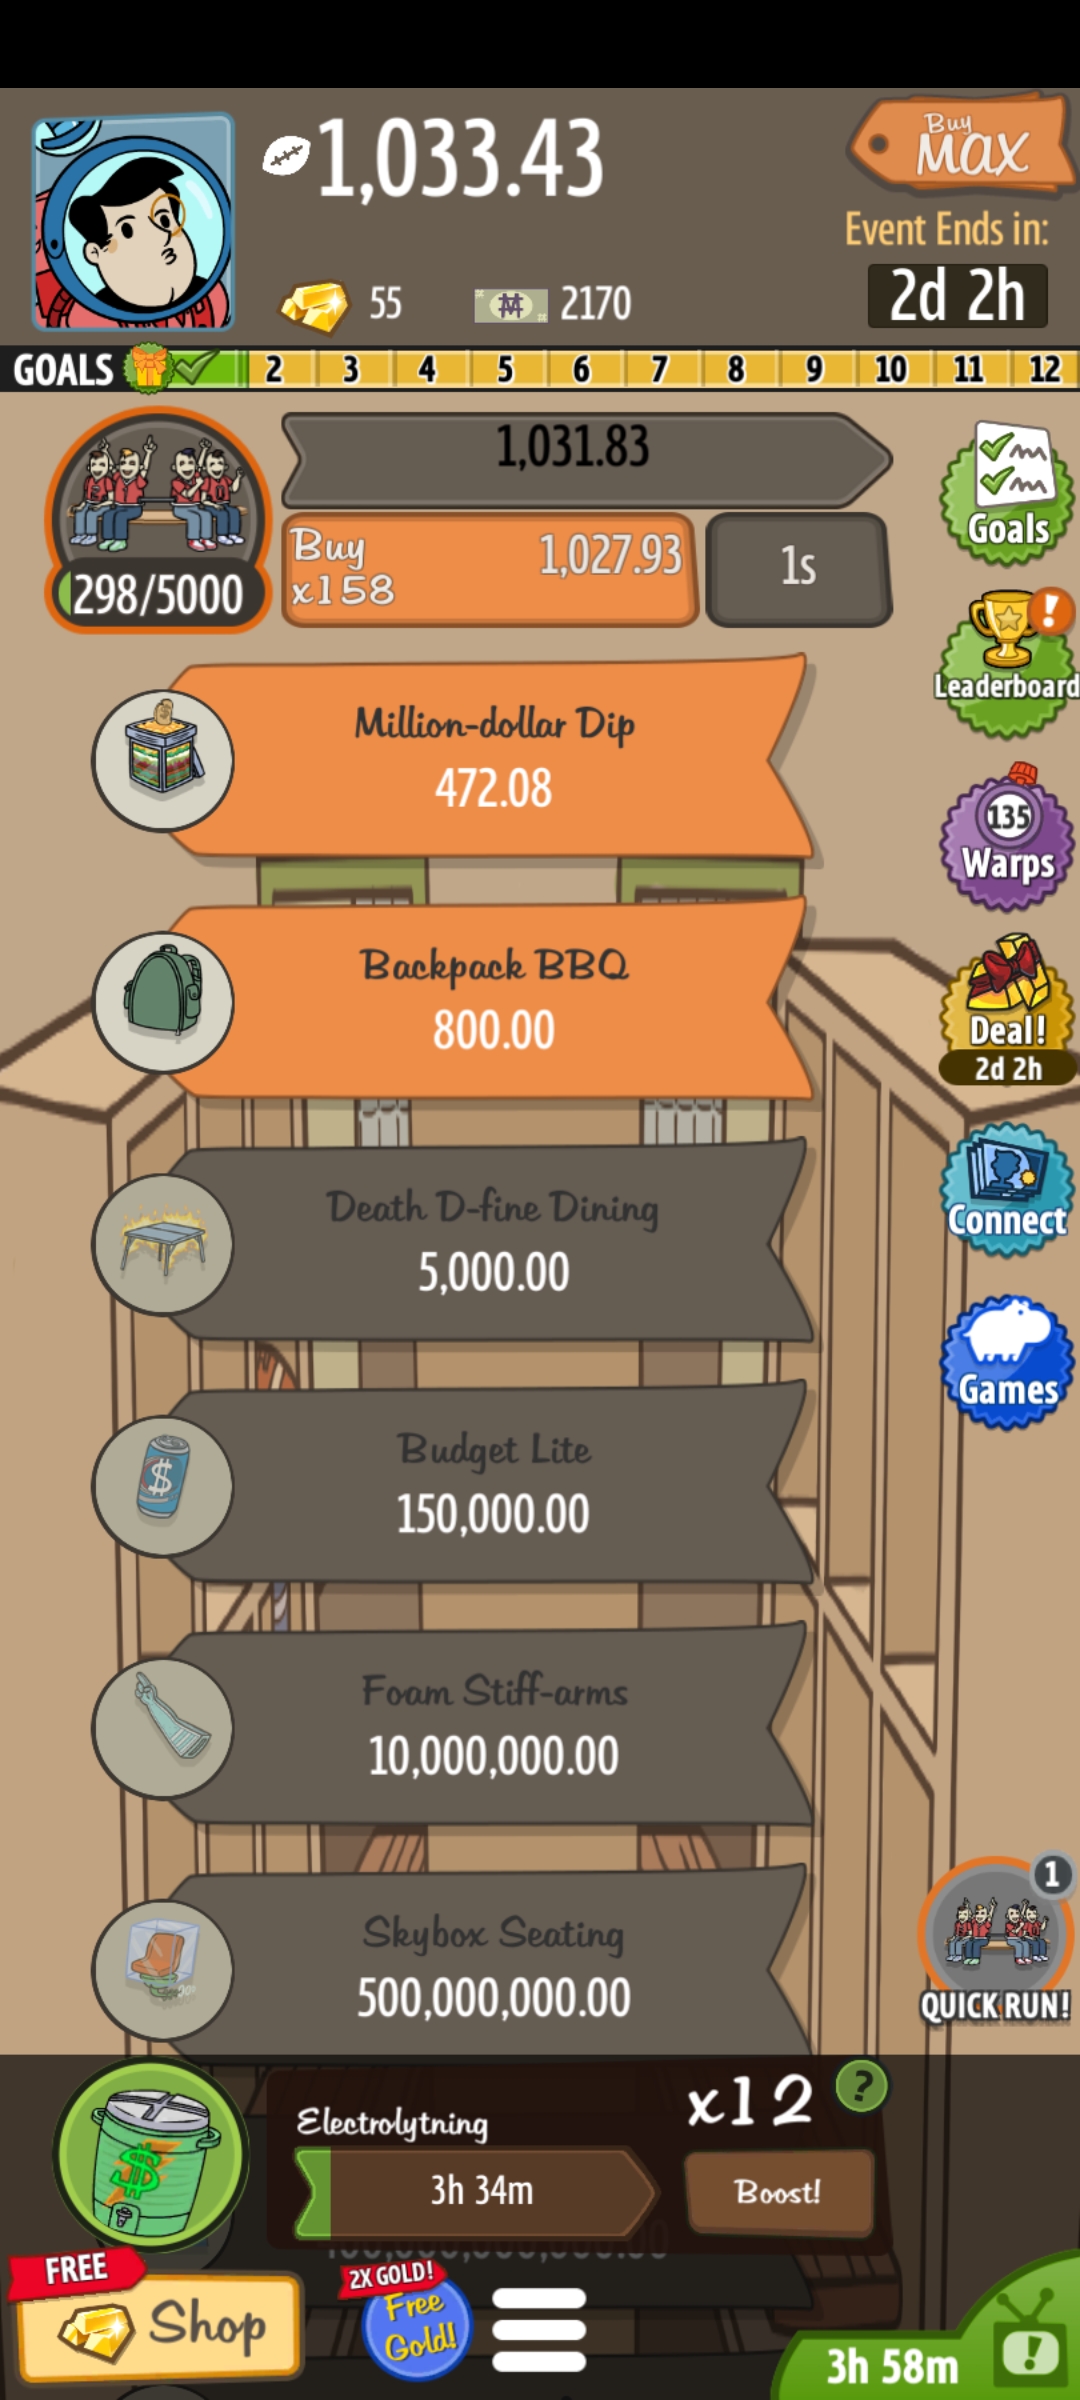 1,033.43
Buy
MAX
Event Ends in:
2d 2h
55
2170
GOALS 2 3 4 5 6 7 8 9 10 11 12
1,031.83
298/5000
Buy
x158
1,027.93
1s
Goals
Leaderboard
Million-dollar Dip
472.08
135
Warps
Backpack BBQ
800.00
Deal!
2d 2h
Death D-fine Dining
5,000.00
Connect
Games
Budget Lite
150,000.00
Foam Stiff-arms
10,000,000.00
Skybox Seating
500,000,000.00
1
QUICK RUN!
Electrolytning
x12
?
3h 34m
Boost!
FREE
Shop
2X GOLD!
Free
Gold!
3h 58m